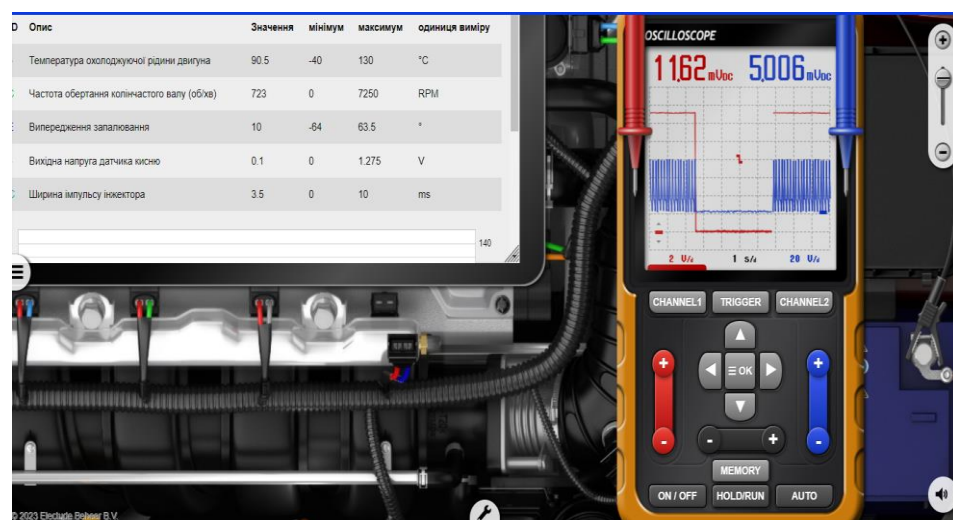 D Опис Значення мінімум максимум одиниця виміру
Температура охолоджуючої рідини двигуна 90.5 -40 130 °C
Частота обертання колінчастого валу (об/хв) 723 0 7250 RPM
Випередження запалювання 10 -64 63.5 °
Вихідна напруга датчика кисню 0.1 0 1.275 V
Ширина імпульсу інжектора 3.5 0 10 ms
140
OSCILLOSCOPE
11,62 mVDC 5,006 mVDC
2 V/d 1 s/d 20 V/d
CHANNEL1 TRIGGER CHANNEL2
+ OK +
- - + -
MEMORY
ON / OFF HOLD/RUN AUTO
© 2023 Electude Beheer B.V.